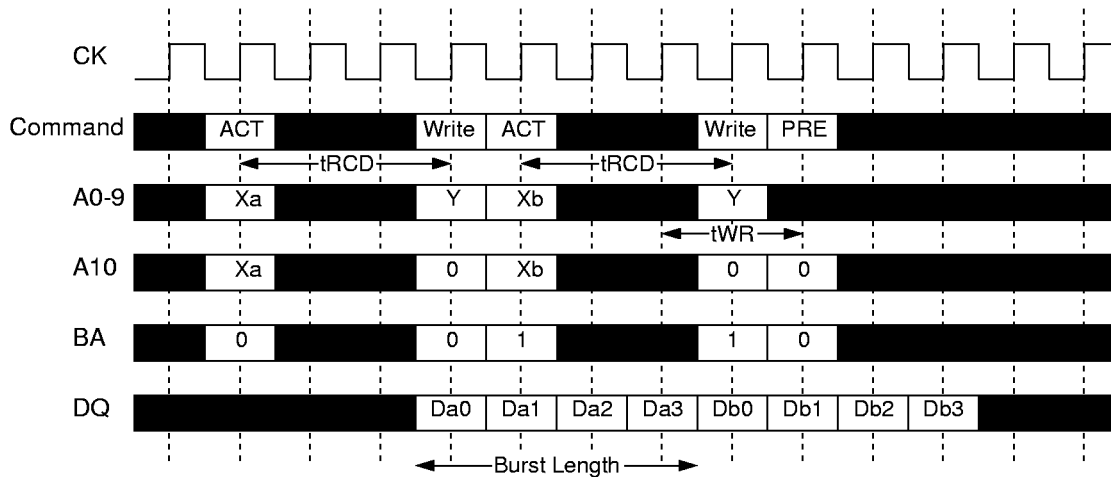 CK
Command ACT Write ACT Write PRE
tRCD tRCD
A0-9 Xa Y Xb Y
tWR
A10 Xa 0 Xb 0 0
BA 0 0 1 1 0
DQ Da0 Da1 Da2 Da3 Db0 Db1 Db2 Db3
Burst Length